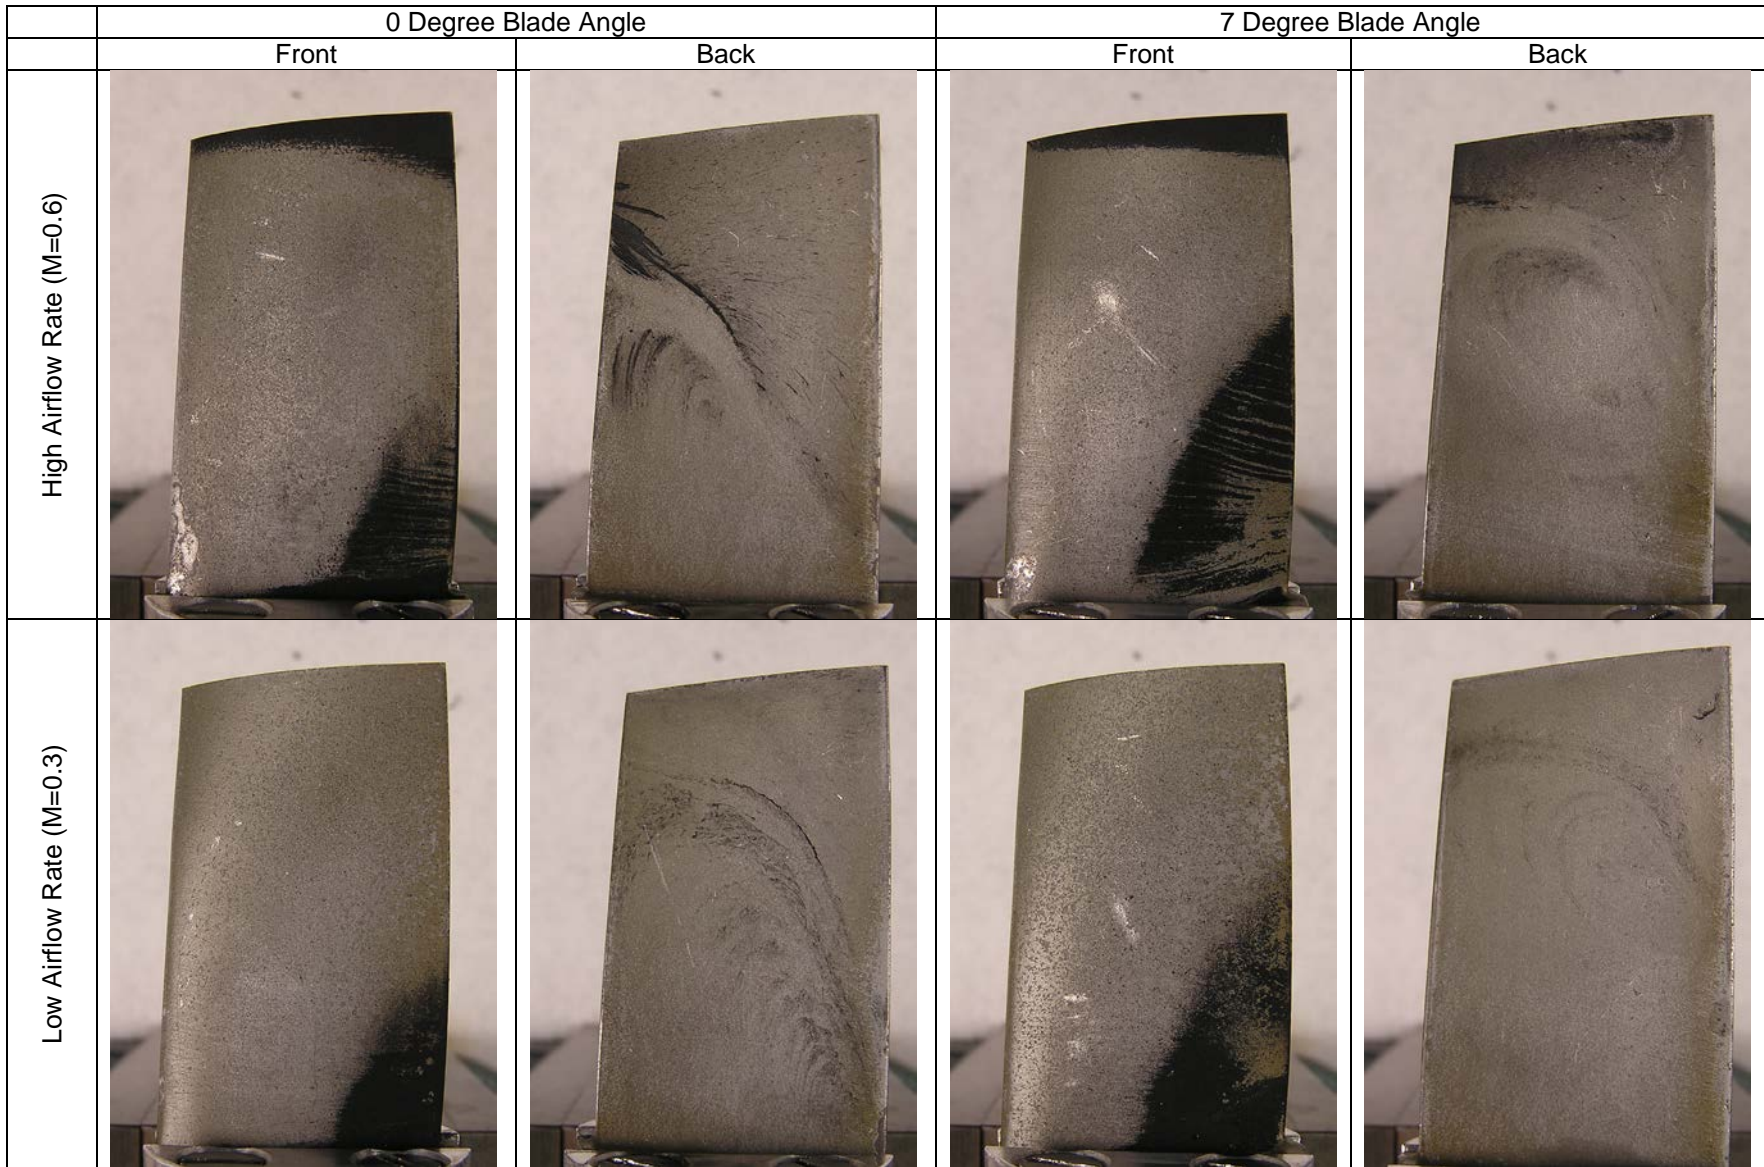 0 Degree Blade Angle
7 Degree Blade Angle
Front
Back
Front
Back
High Airflow Rate (M=0.6)
Low Airflow Rate (M=0.3)